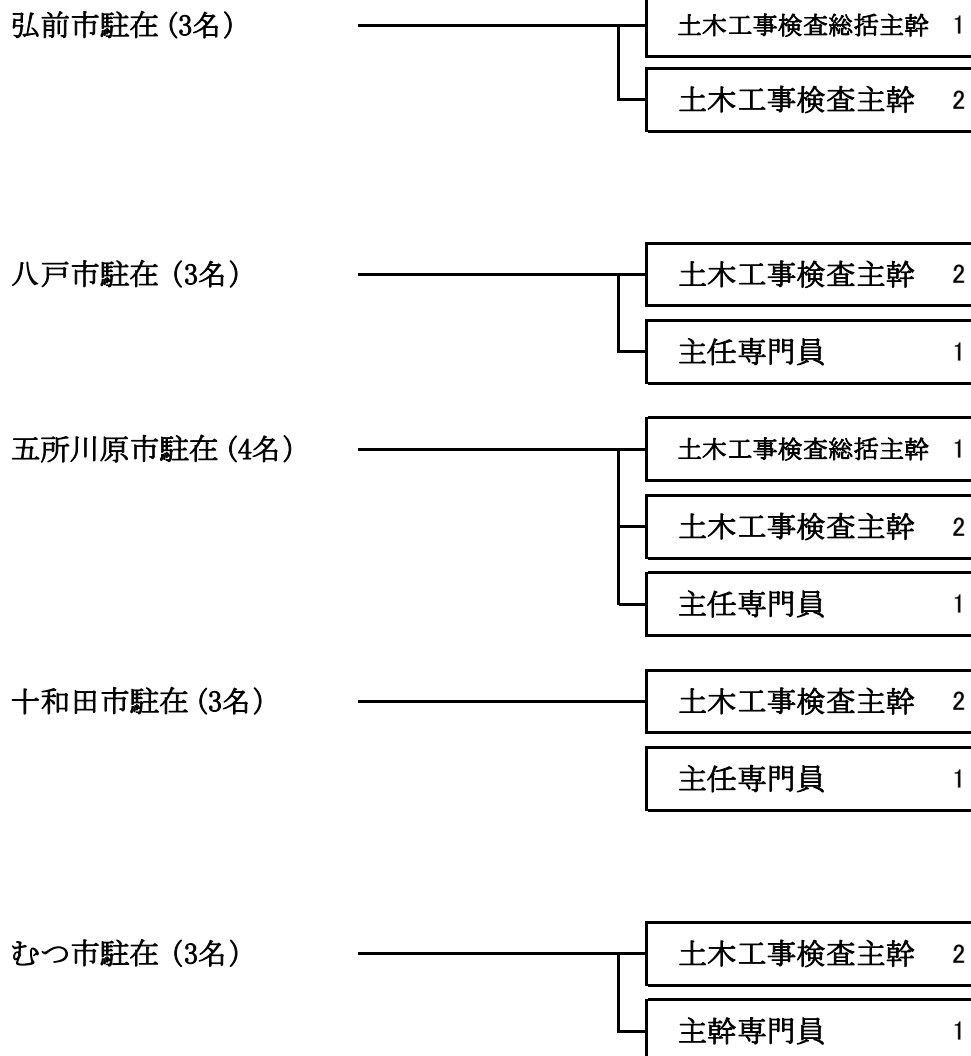 弘前市駐在 (3名) 土木工事検査総括主幹 1
土木工事検査主幹 2
八戸市駐在 (3名) 土木工事検査主幹 2
主任専門員 1
五所川原市駐在 (4名) 土木工事検査総括主幹 1
土木工事検査主幹 2
主任専門員 1
十和田市駐在 (3名) 土木工事検査主幹 2
主任専門員 1
むつ市駐在 (3名) 土木工事検査主幹 2
主幹専門員 1